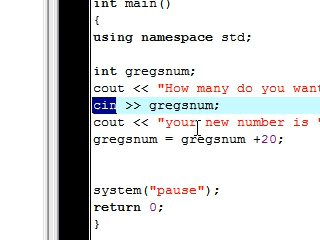 int main()
{
using namespace std;
int gregsnum;
cout << "How many do you want
cin >> gregsnum;
cout << "your new number is "
gregsnum = gregsnum +20;
system("pause");
return 0;
}